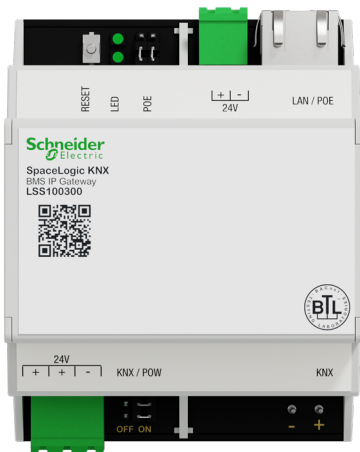 RESET
LED
POE
+ -
24V
LAN / POE
Schneider
Electric
SpaceLogic KNX
BMS IP Gateway
LSS100300
BTL
24V
+ + -
KNX / POW
KNX
OFF ON
- +